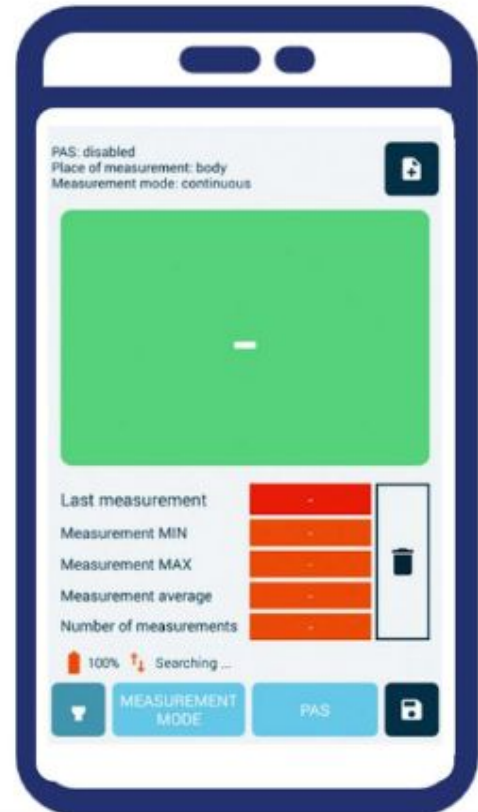 PAS: disabled
Place of measurement: body
Measurement mode: continuous
-
Last measurement -
Measurement MIN -
Measurement MAX -
Measurement average -
Number of measurements -
100% Searching ...
MEASUREMENT
MODE
PAS